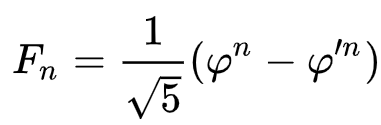 $F_n = \frac{1}{\sqrt{5}}(\varphi^n - \varphi'^n)$